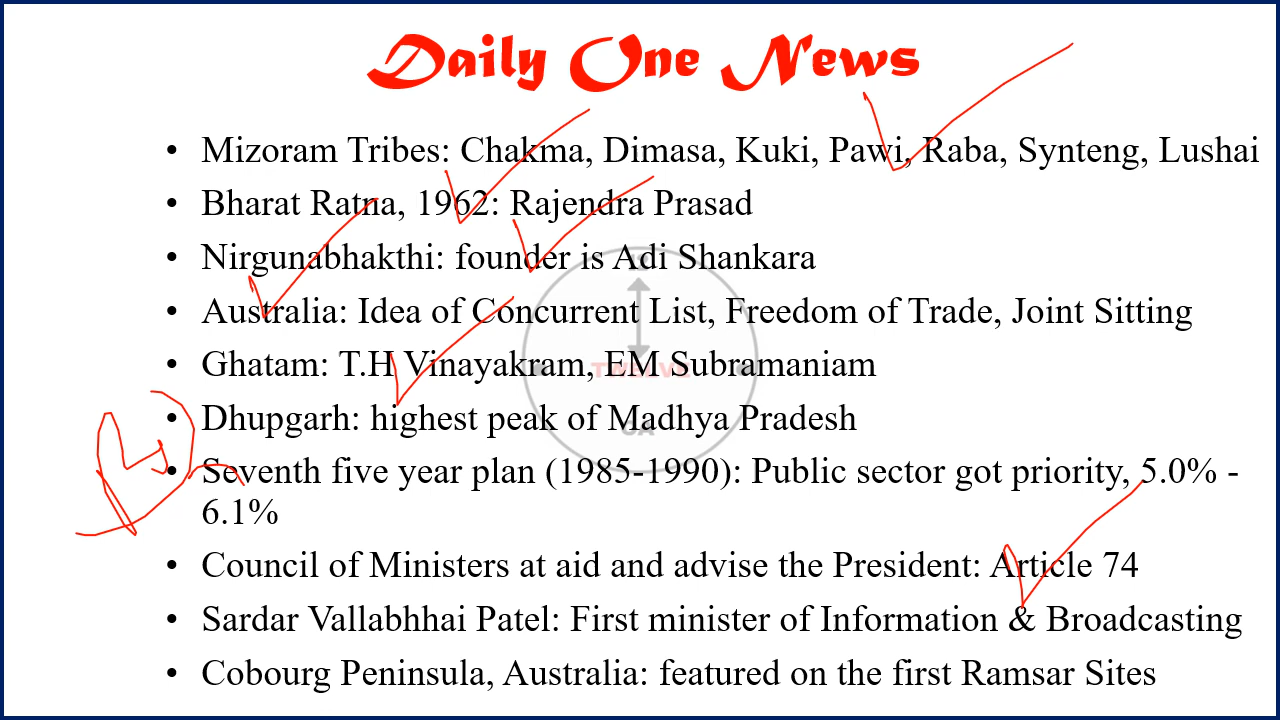 Daily One News
• Mizoram Tribes: Chakma, Dimasa, Kuki, Pawi, Raba, Synteng, Lushai
• Bharat Ratna, 1962: Rajendra Prasad
• Nirgunabhakthi: founder is Adi Shankara
• Australia: Idea of Concurrent List, Freedom of Trade, Joint Sitting
• Ghatam: T.H Vinayakram, EM Subramaniam
TWELVE
• Dhupgarh: highest peak of Madhya Pradesh
• Seventh five year plan (1985-1990): Public sector got priority, 5.0% -
6.1%
• Council of Ministers at aid and advise the President: Article 74
• Sardar Vallabhhai Patel: First minister of Information & Broadcasting
• Cobourg Peninsula, Australia: featured on the first Ramsar Sites